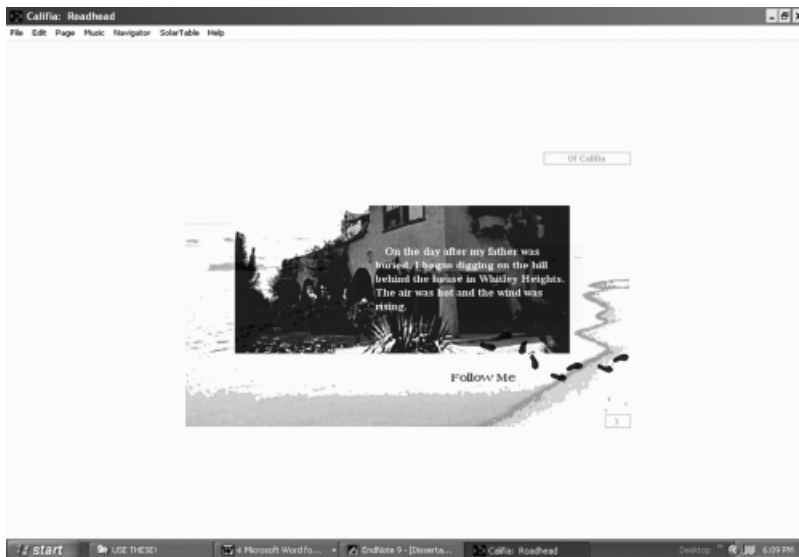 Califia: Roadhead
File Edit Page Music Navigator SolarTable Help
Of Califia
On the day after my father was
buried, I began digging on the hill
behind the house in Whitley Heights.
The air was hot and the wind was
rising.
Follow Me
start USE THESE! 6 Microsoft Word fo... EndNote 9 - [Disserta... Califia: Roadhead Desktop 6:09 PM